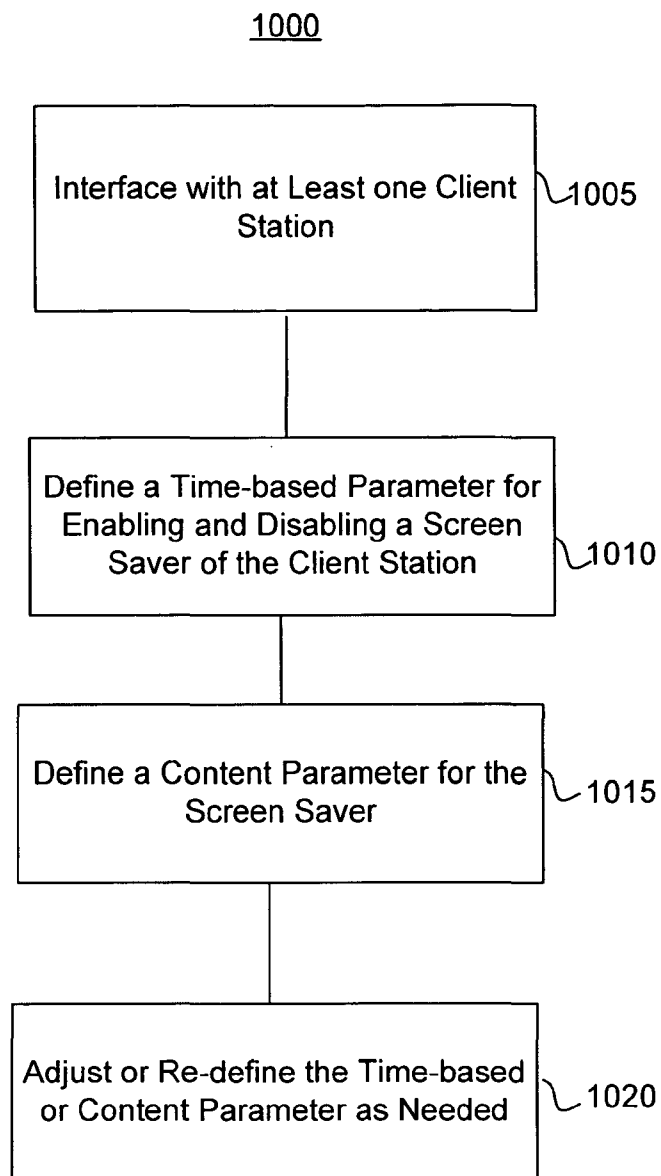 1000
Interface with at Least one Client
Station
1005
Define a Time-based Parameter for
Enabling and Disabling a Screen
Saver of the Client Station
1010
Define a Content Parameter for the
Screen Saver
1015
Adjust or Re-define the Time-based
or Content Parameter as Needed
1020